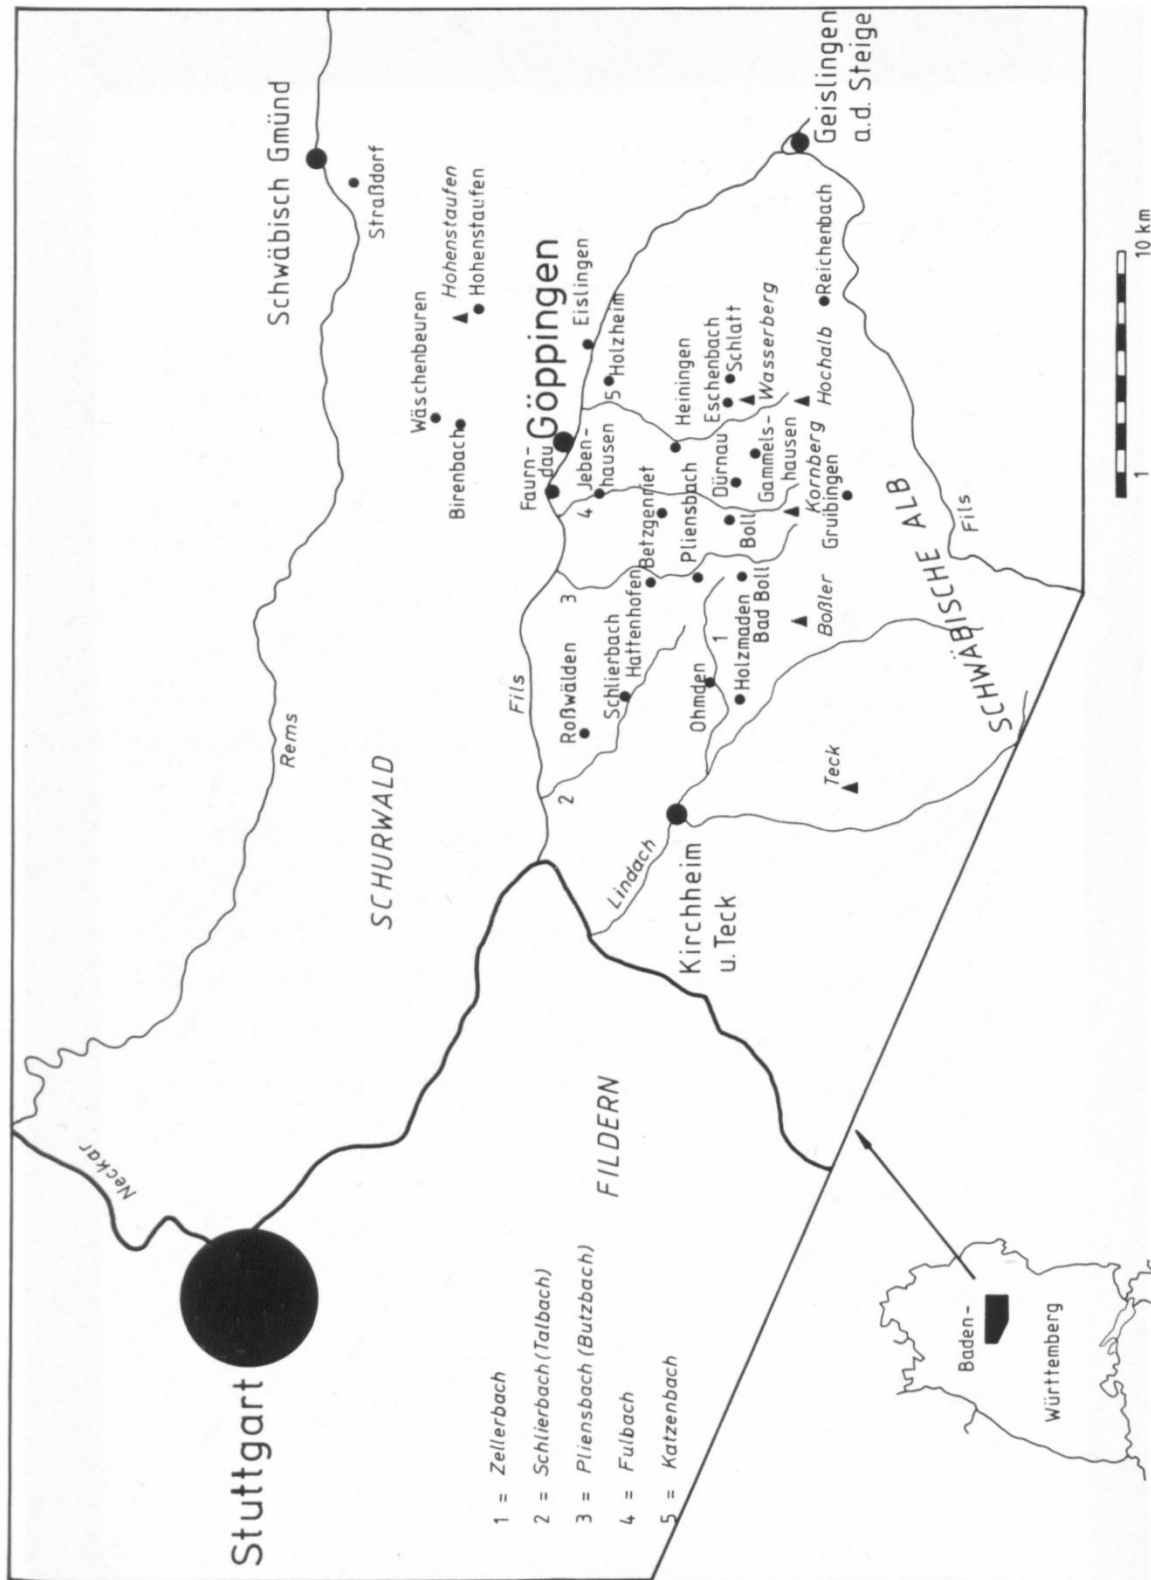 Stuttgart
Neckar
Rems
Schwäbisch Gmünd
Straßdorf
SCHURWALD
Wäschenbeuren
Birenbach
Hohenstaufen
Hohenstaufen
FILDERN
Fils
Faurn-
dau
Göppingen
Eislingen
Jeben-
hausen
Holzheim
2
3
4
5
Roßwälden
Schlierbach
Hattenhofen
Betzgenriet
Pliensbach
Heiningen
Eschenbach
Schlatt
Wasserberg
Dürnau
Gammels-
hausen
Boll
Bad Boll
Ohmden
1
Holzmaden
Lindach
Kirchheim
u. Teck
Teck
Boßler
Kornberg
Gruibingen
Hochalb
Reichenbach
Geislingen
a.d. Steige
SCHWÄBISCHE ALB
Fils
1 = Zellerbach
2 = Schlierbach (Talbach)
3 = Pliensbach (Butzbach)
4 = Fulbach
5 = Katzenbach
Baden-
Württemberg
1
10 km